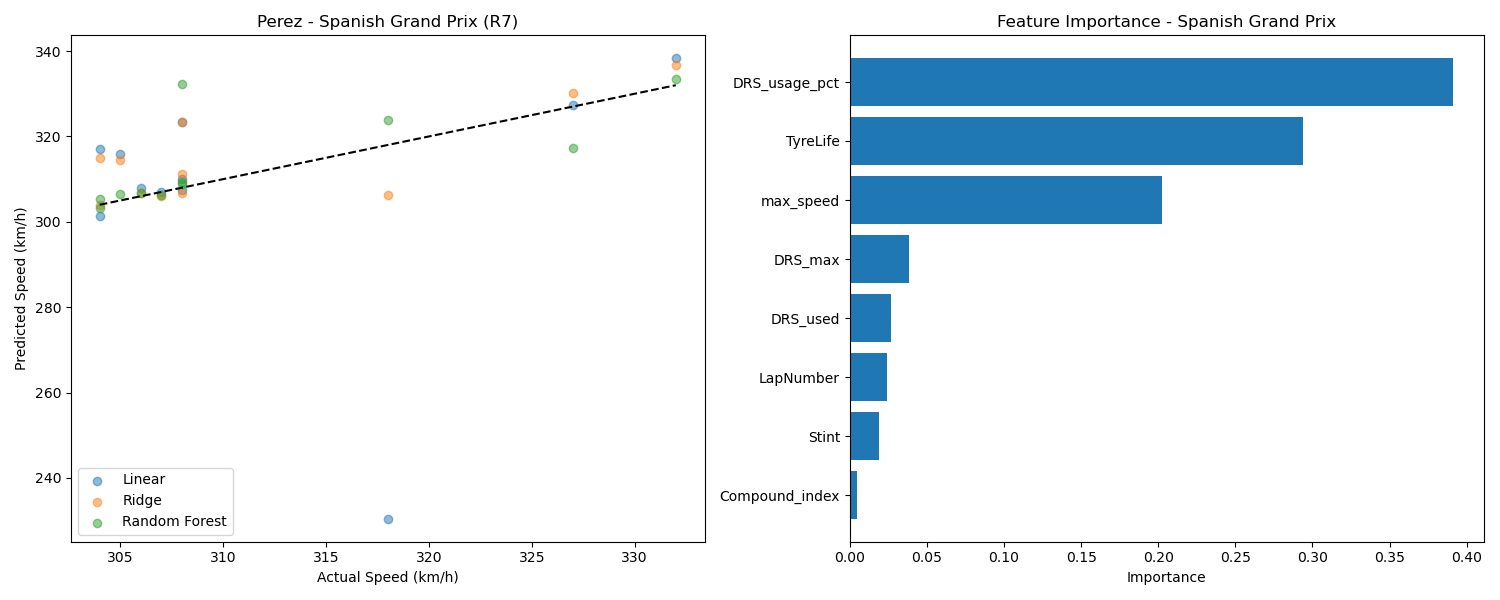 Perez - Spanish Grand Prix (R7)
340
320
300
280
260
240
Predicted Speed (km/h)
Linear
Ridge
Random Forest
305
310
315
320
325
330
Actual Speed (km/h)
Feature Importance - Spanish Grand Prix
DRS_usage_pct
TyreLife
max_speed
DRS_max
DRS_used
LapNumber
Stint
Compound_index
0.00
0.05
0.10
0.15
0.20
0.25
0.30
0.35
0.40
Importance